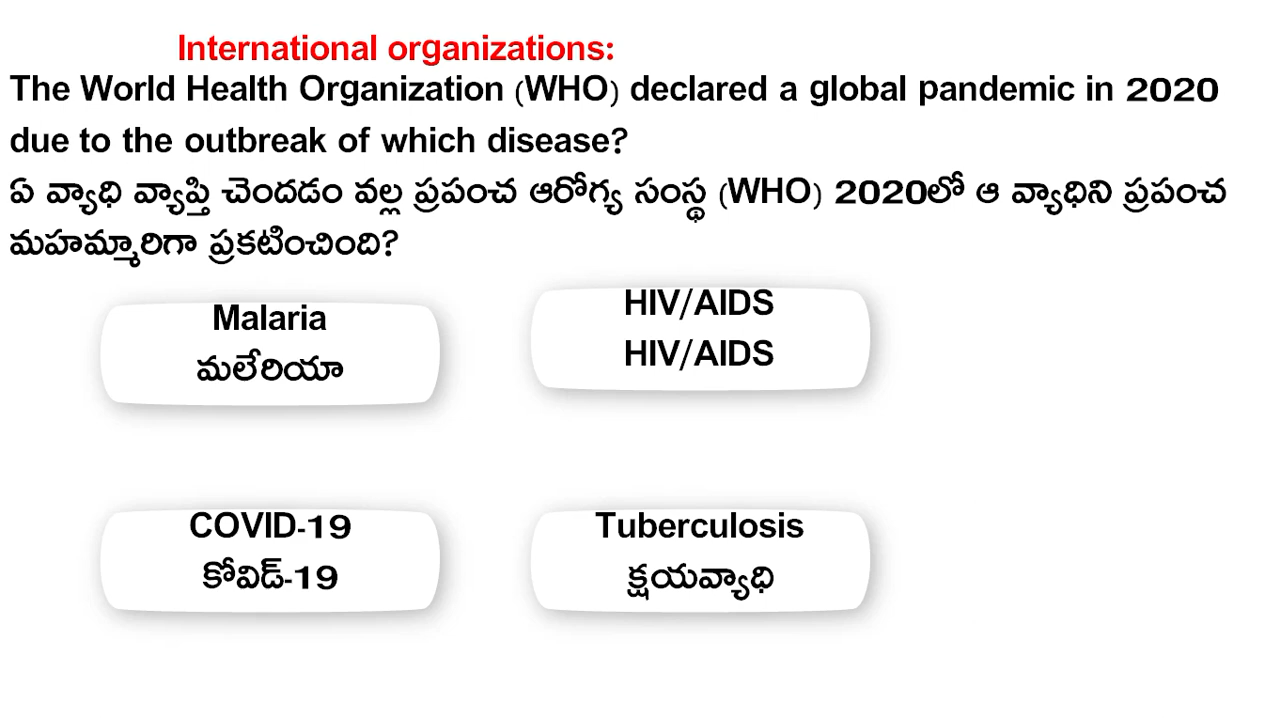 International organizations:
The World Health Organization (WHO) declared a global pandemic in 2020
due to the outbreak of which disease?
ఏ వ్యాధి వ్యాప్తి చెందడం వల్ల ప్రపంచ ఆరోగ్య సంస్థ (WHO) 2020లో ఆ వ్యాధిని ప్రపంచ
మహమ్మారిగా ప్రకటించింది?
Malaria
మలేరియా
HIV/AIDS
HIV/AIDS
COVID-19
కోవిడ్-19
Tuberculosis
క్షయవ్యాధి